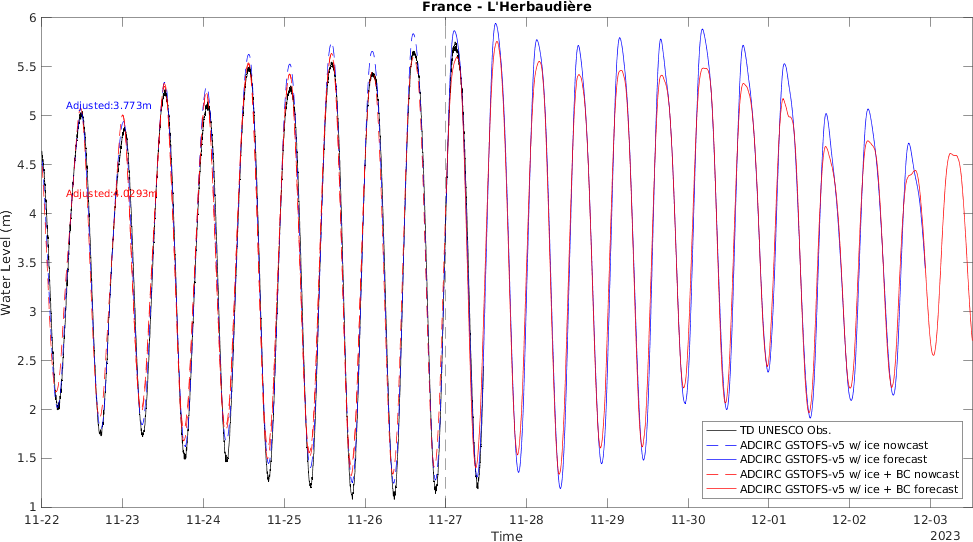 France - L'Herbaudière
6
5.5
5
4.5
4
3.5
3
2.5
2
1.5
1
Water Level (m)
Adjusted:3.773m
Adjusted:4.0293m
TD UNESCO Obs.
ADCIRC GSTOFS-v5 w/ ice nowcast
ADCIRC GSTOFS-v5 w/ ice forecast
ADCIRC GSTOFS-v5 w/ ice + BC nowcast
ADCIRC GSTOFS-v5 w/ ice + BC forecast
11-22 11-23 11-24 11-25 11-26 11-27 11-28 11-29 11-30 12-01 12-02 12-03
Time
2023